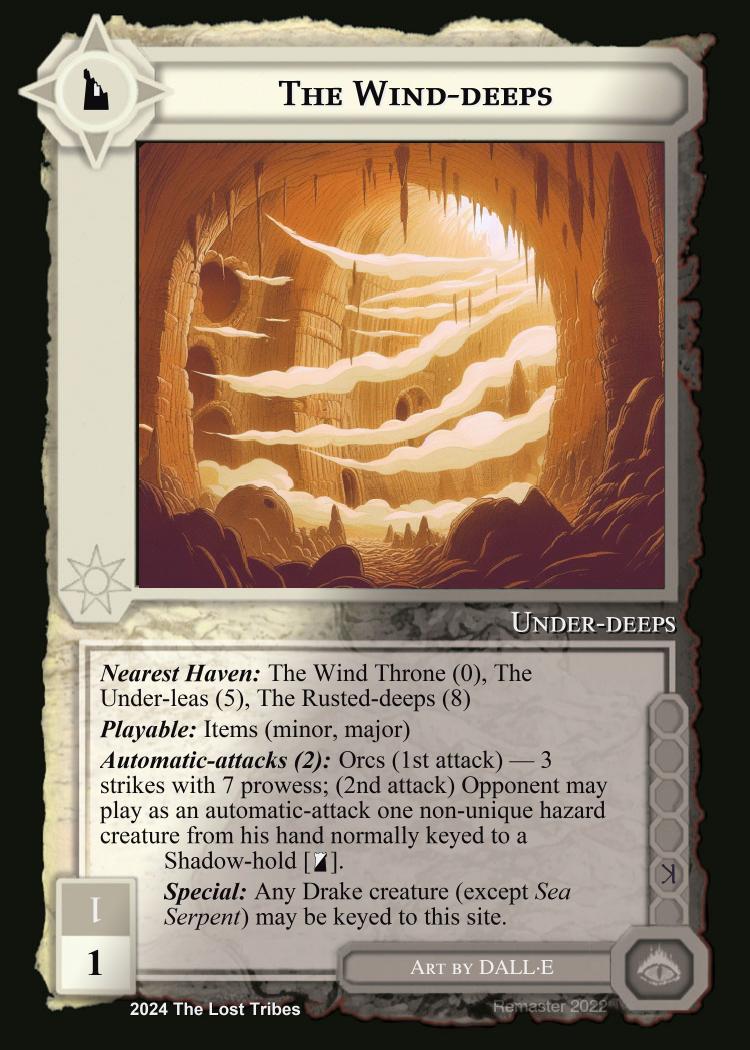 The Wind-deeps
Under-deeps
Nearest Haven: The Wind Throne (0), The
Under-leas (5), The Rusted-deeps (8)
Playable: Items (minor, major)
Automatic-attacks (2): Orcs (1st attack) — 3
strikes with 7 prowess; (2nd attack) Opponent may
play as an automatic-attack one non-unique hazard
creature from his hand normally keyed to a
Shadow-hold [].
Special: Any Drake creature (except Sea
Serpent) may be keyed to this site.
K
1
1
Art by DALL·E
2024 The Lost Tribes
Remaster 2022